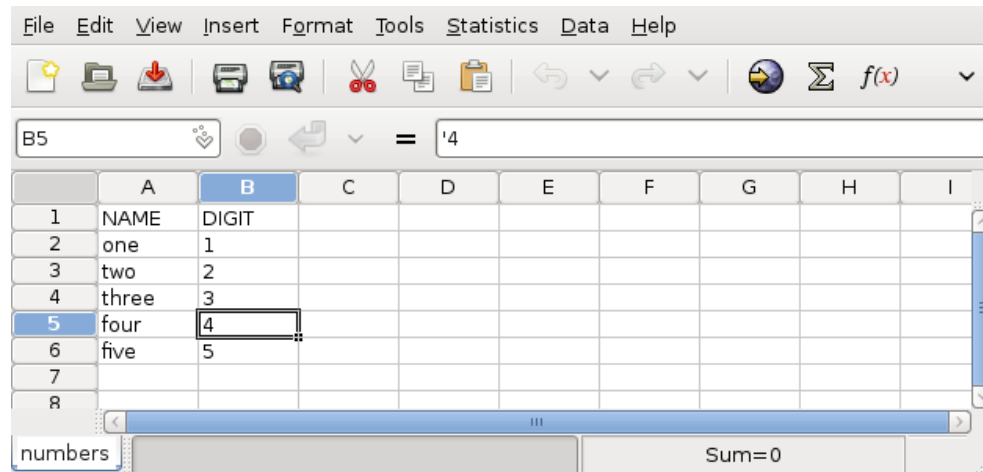 File Edit View Insert Format Tools Statistics Data Help
f(x)
B5 = '4
A B C D E F G H I
1 NAME DIGIT
2 one 1
3 two 2
4 three 3
5 four 4
6 five 5
7
8
numbers Sum=0